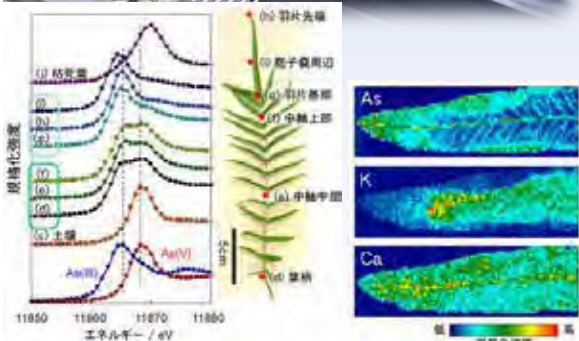 規格化強度
(j) 枯死葉
(i)
(h)
(g)
(f)
(e)
(d)
(c) 土壌
As(III)
As(V)
11850
11860
11870
11880
エネルギー / eV
(h) 羽片先端
(i) 胞子嚢周辺
(g) 羽片基部
(f) 中軸上部
(e) 中軸中間
(d) 葉柄
5cm
As
K
Ca
低
高